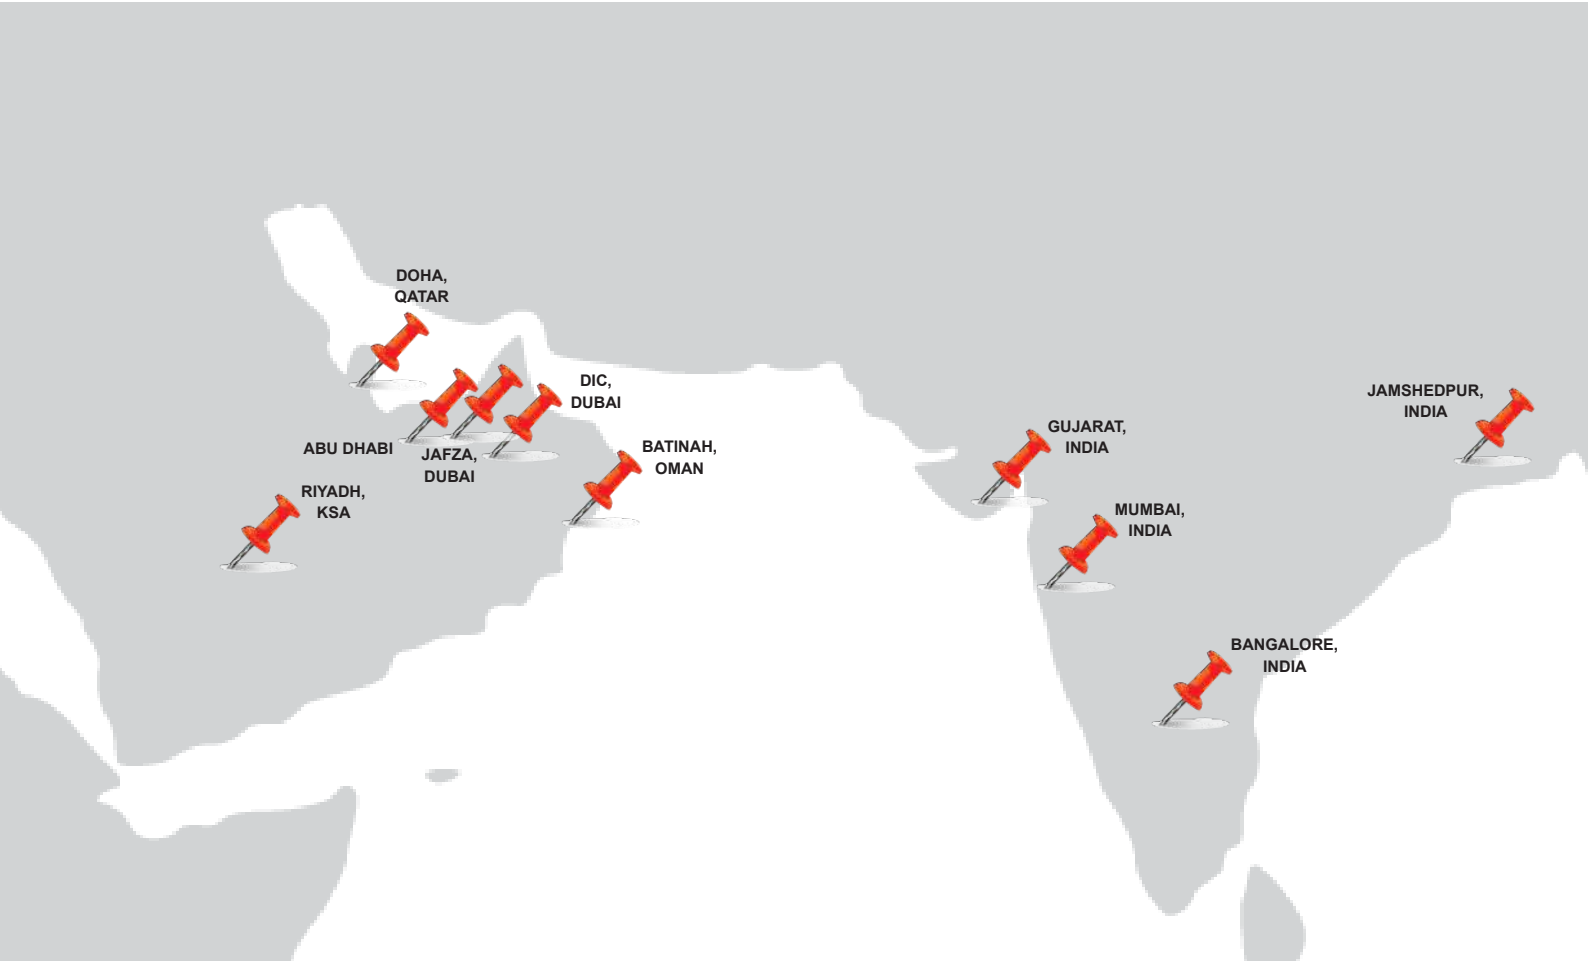 DOHA,
QATAR
DIC,
DUBAI
ABU DHABI
JAFZA,
DUBAI
BATINAH,
OMAN
RIYADH,
KSA
GUJARAT,
INDIA
JAMSHEDPUR,
INDIA
MUMBAI,
INDIA
BANGALORE,
INDIA